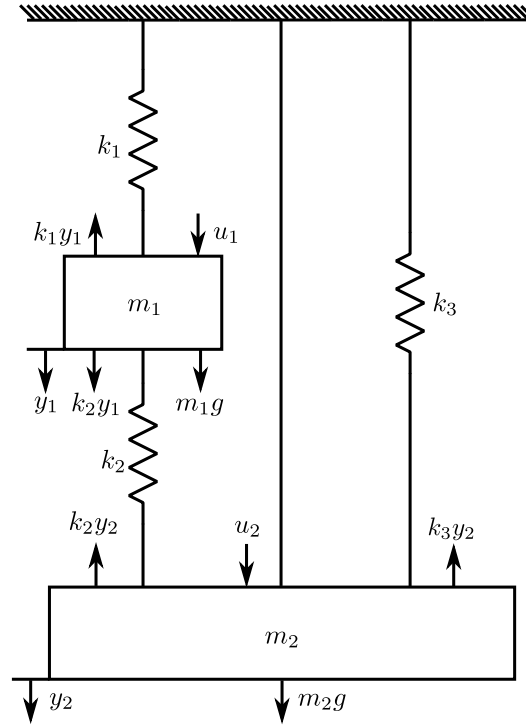 k₁
k₁y₁
u₁
m₁
k₃
y₁
k₂y₁
m₁g
k₂
k₂y₂
u₂
k₃y₂
m₂
y₂
m₂g